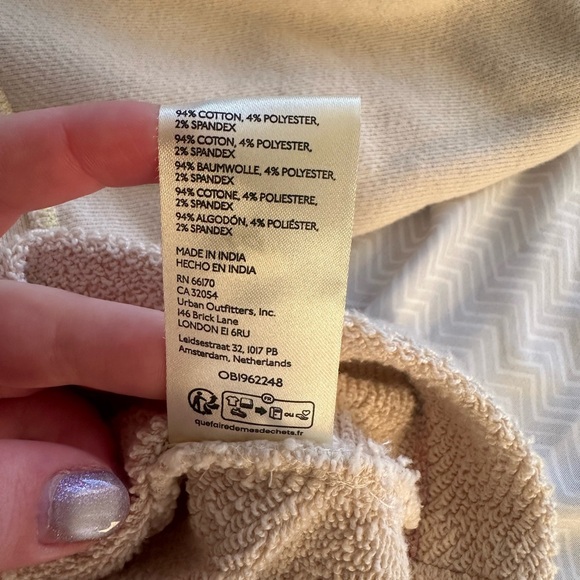 94% COTTON, 4% POLYESTER,
2% SPANDEX
94% COTON, 4% POLYESTER,
2% SPANDEX
94% BAUMWOLLE, 4% POLYESTER,
2% SPANDEX
94% COTONE, 4% POLIESTERE,
2% SPANDEX
94% ALGODÓN, 4% POLIÉSTER,
2% SPANDEX
MADE IN INDIA
HECHO EN INDIA
RN 66170
CA 32054
Urban Outfitters, Inc.
146 Brick Lane
LONDON E1 6RU
Leidsestraat 32, 1017 PB
Amsterdam, Netherlands
OB1962248
FR
OU
quefairedemesdechets.fr